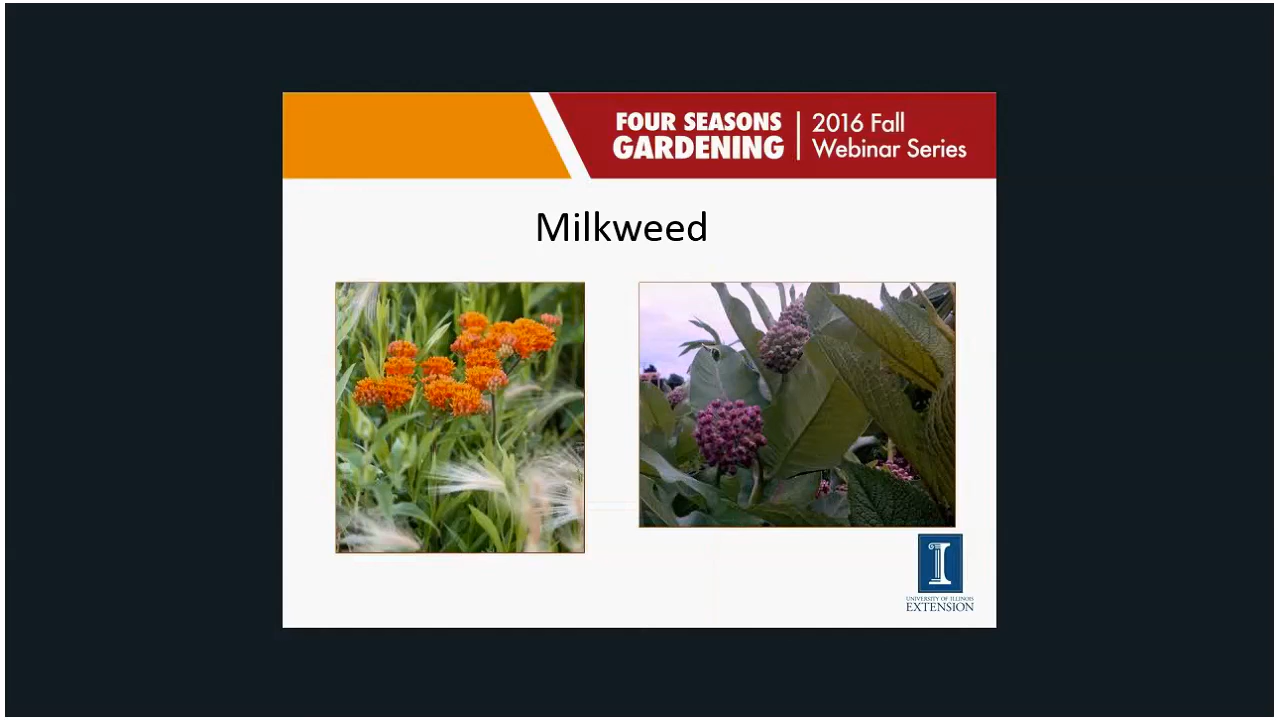 FOUR SEASONS
GARDENING
2016 Fall
Webinar Series
Milkweed
UNIVERSITY OF ILLINOIS
EXTENSION